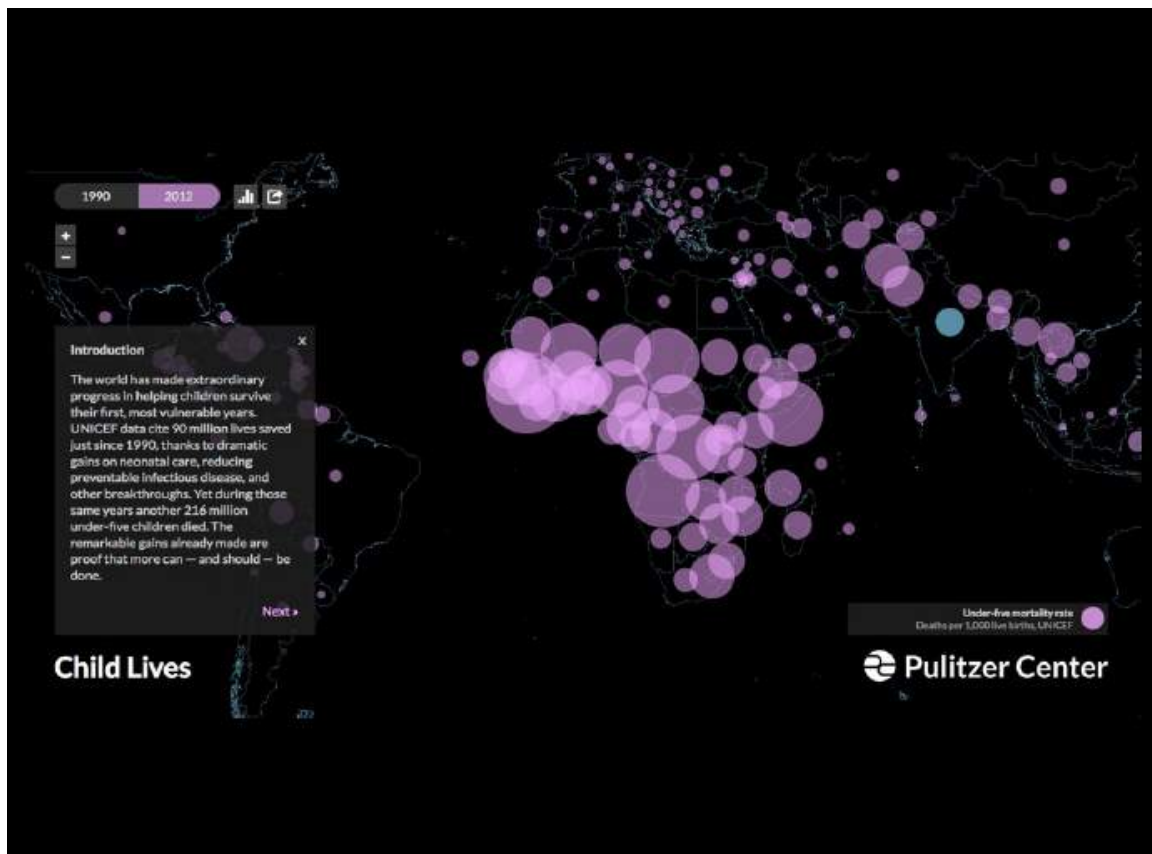 1990
2012
+
−
Introduction
x
The world has made extraordinary
progress in helping children survive
their first, most vulnerable years.
UNICEF data cite 90 million lives saved
just since 1990, thanks to dramatic
gains on neonatal care, reducing
preventable infectious disease, and
other breakthroughs. Yet during those
same years another 216 million
under-five children died. The
remarkable gains already made are
proof that more can — and should — be
done.
Next »
Under-five mortality rate
Deaths per 1,000 live births, UNICEF
Child Lives
Pulitzer Center